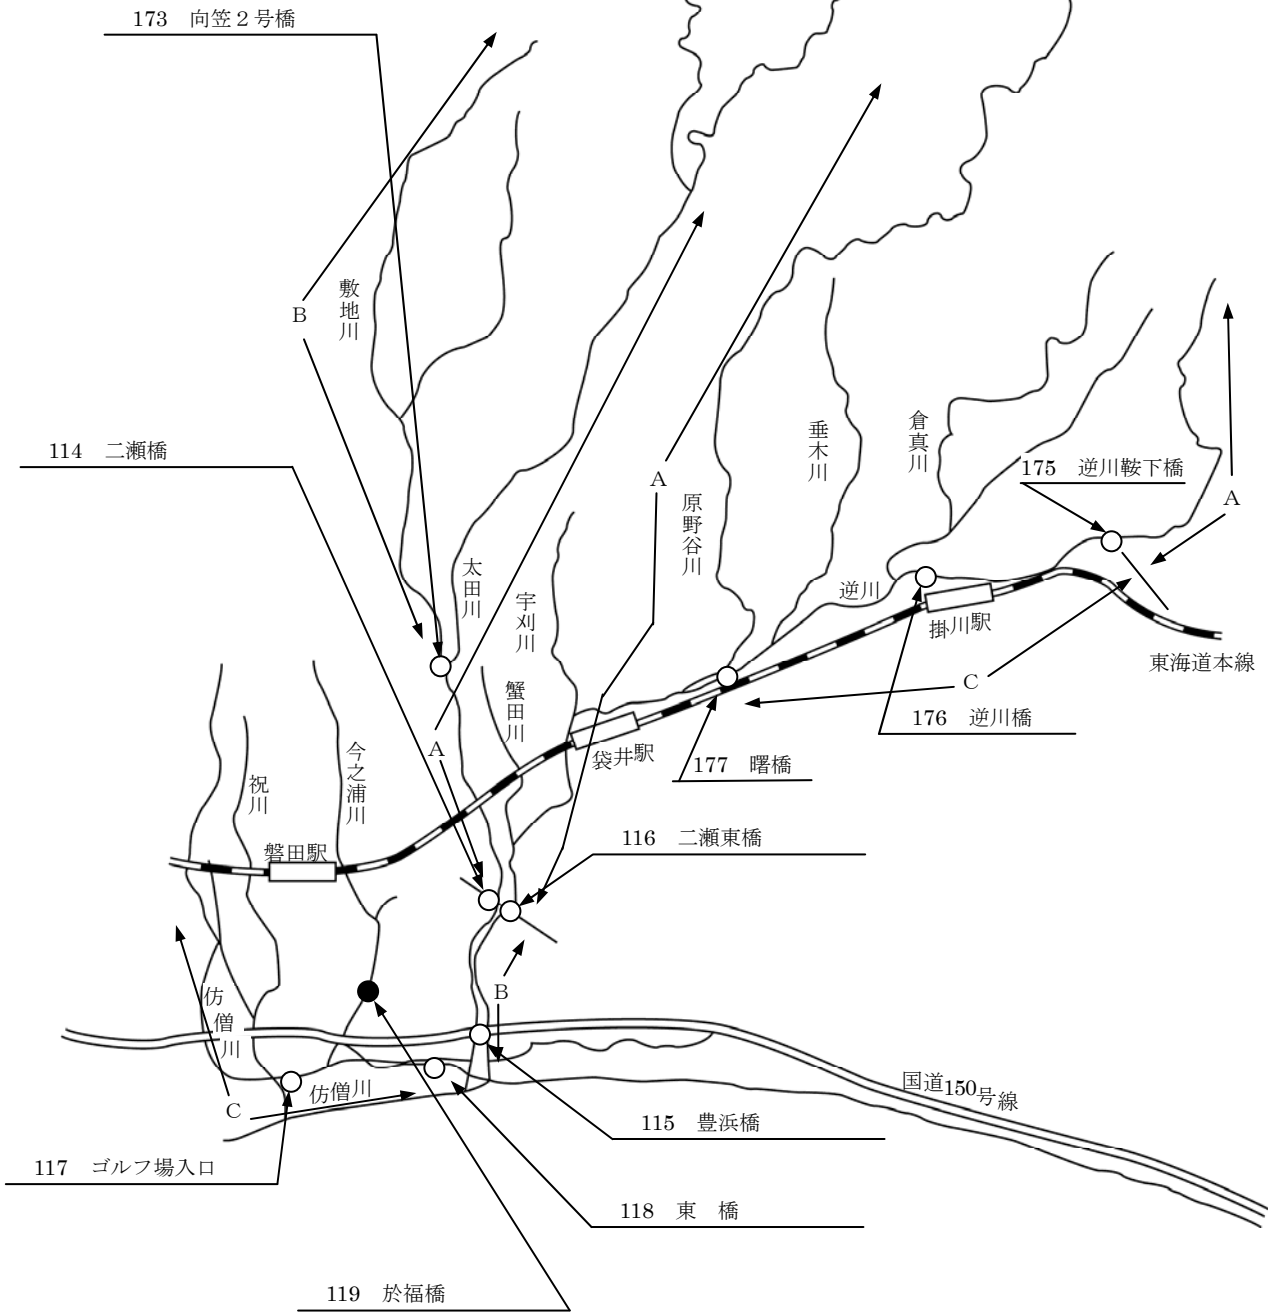 173 向笠２号橋
B
敷地川
114 二瀬橋
A
原野谷川
垂木川
倉真川
175 逆川鞍下橋
A
太田川
宇刈川
逆川
掛川駅
東海道本線
蟹田川
C
176 逆川橋
A
袋井駅
177 曙橋
今之浦川
祝川
磐田駅
116 二瀬東橋
B
仿僧川
国道150号線
仿僧川
C
115 豊浜橋
117 ゴルフ場入口
118 東 橋
119 於福橋